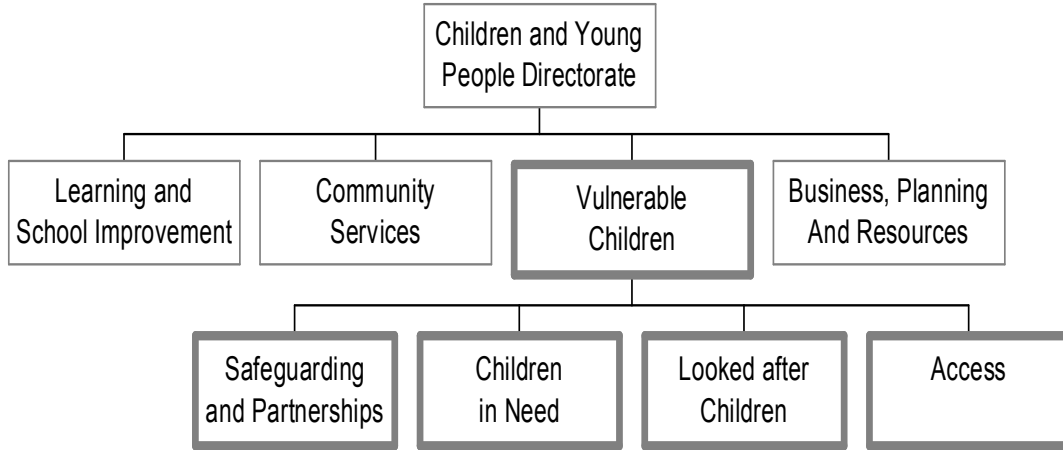 Children and Young
People Directorate
Learning and
School Improvement
Community
Services
Vulnerable
Children
Business, Planning
And Resources
Safeguarding
and Partnerships
Children
in Need
Looked after
Children
Access